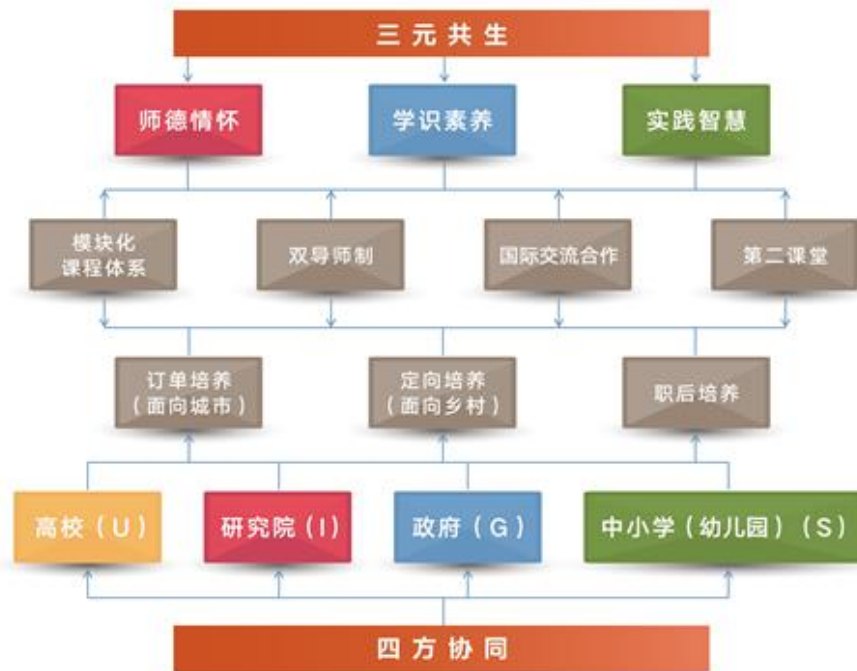 三元共生
师德情怀
学识素养
实践智慧
模块化
课程体系
双导师制
国际交流合作
第二课堂
订单培养
（面向城市）
定向培养
（面向乡村）
职后培养
高校（U）
研究院（I）
政府（G）
中小学（幼儿园）（S）
四方协同